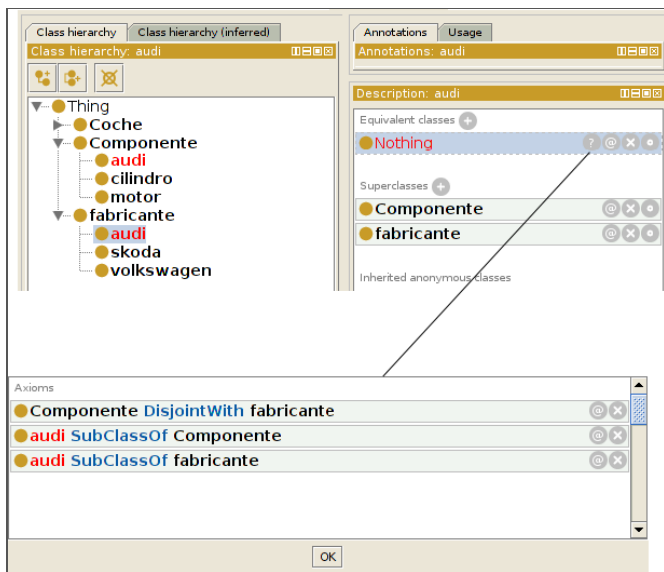 Class hierarchy Class hierarchy (inferred)
Class hierarchy: audi
Thing
Coche
Componente
audi
cilindro
motor
fabricante
audi
skoda
volkswagen
Annotations Usage
Annotations: audi
Description: audi
Equivalent classes
Nothing
Superclasses
Componente
fabricante
Inherited anonymous classes
Axioms
Componente DisjointWith fabricante
audi SubClassOf Componente
audi SubClassOf fabricante
OK